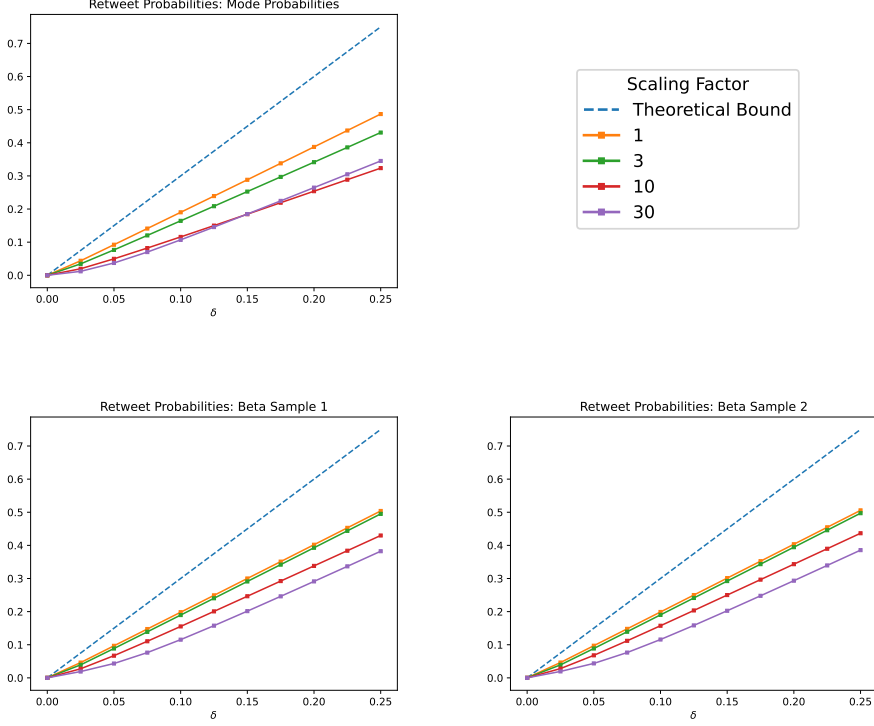 Retweet Probabilities: Mode Probabilities
0.7
0.6
0.5
0.4
0.3
0.2
0.1
0.0
0.00 0.05 0.10 0.15 0.20 0.25
δ
Scaling Factor
Theoretical Bound
1
3
10
30
Retweet Probabilities: Beta Sample 1
0.7
0.6
0.5
0.4
0.3
0.2
0.1
0.0
0.00 0.05 0.10 0.15 0.20 0.25
δ
Retweet Probabilities: Beta Sample 2
0.7
0.6
0.5
0.4
0.3
0.2
0.1
0.0
0.00 0.05 0.10 0.15 0.20 0.25
δ